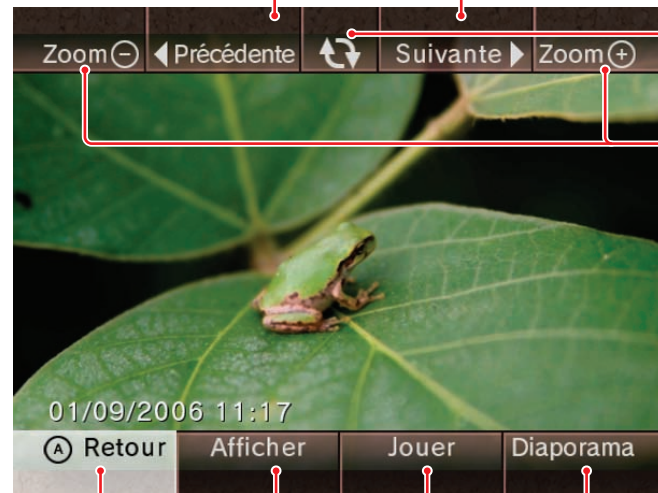 Zoom⊖ ◀Précédente Suivante▶ Zoom⊕
01/09/2006 11:17
Ⓐ Retour Afficher Jouer Diaporama